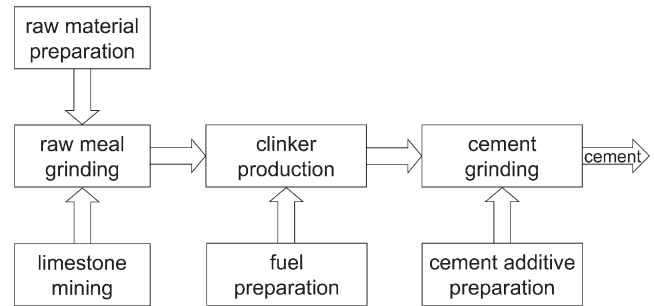 raw material
preparation
raw meal
grinding
clinker
production
cement
grinding
cement
limestone
mining
fuel
preparation
cement additive
preparation